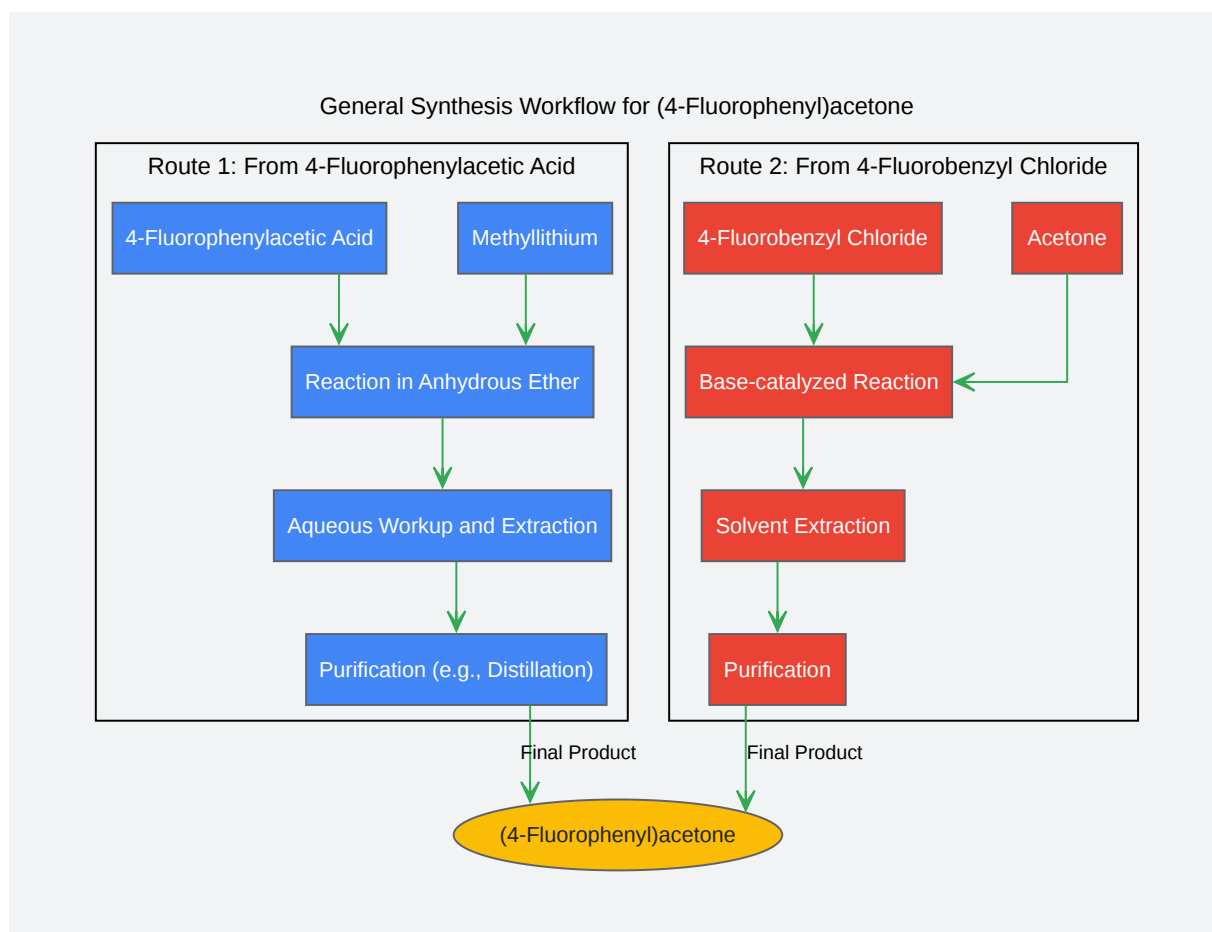 General Synthesis Workflow for (4-Fluorophenyl)acetone
Route 1: From 4-Fluorophenylacetic Acid
4-Fluorophenylacetic Acid
Methyllithium
Reaction in Anhydrous Ether
Aqueous Workup and Extraction
Purification (e.g., Distillation)
Final Product
Route 2: From 4-Fluorobenzyl Chloride
4-Fluorobenzyl Chloride
Acetone
Base-catalyzed Reaction
Solvent Extraction
Purification
Final Product
(4-Fluorophenyl)acetone